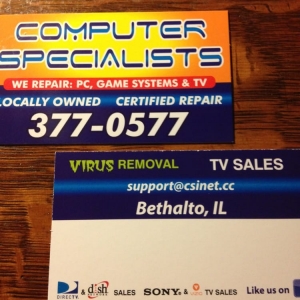 COMPUTER
SPECIALISTS
WE REPAIR: PC, GAME SYSTEMS & TV
LOCALLY OWNED CERTIFIED REPAIR
377-0577
VIRUS REMOVAL TV SALES
support@csinet.cc
Bethalto, IL
DIRECTV & dish SALES SONY & TV SALES Like us on